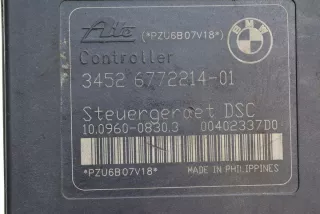 Ate (*PZU6B07V18*)
BMW
Controller
3452 6772214-01
Steuergeraet DSC
10.0960-0830.3 00402337D0
*PZU6B07V18* MADE IN PHILIPPINES